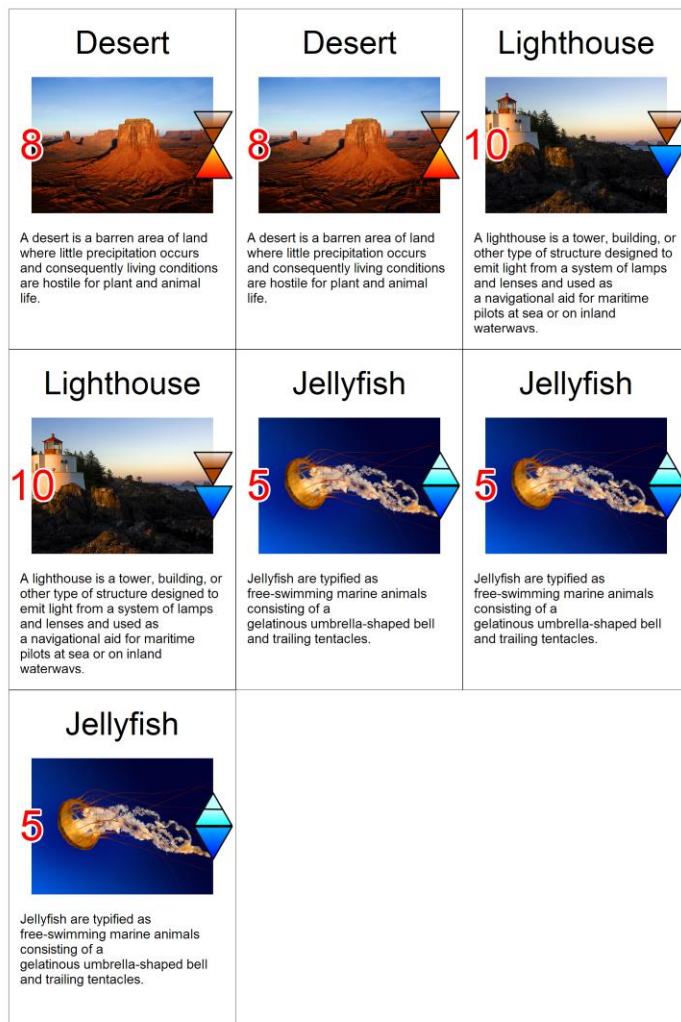 Desert
8
A desert is a barren area of land
where little precipitation occurs
and consequently living conditions
are hostile for plant and animal
life.
Desert
8
A desert is a barren area of land
where little precipitation occurs
and consequently living conditions
are hostile for plant and animal
life.
Lighthouse
10
A lighthouse is a tower, building, or
other type of structure designed to
emit light from a system of lamps
and lenses and used as
a navigational aid for maritime
pilots at sea or on inland
waterways.
Lighthouse
10
A lighthouse is a tower, building, or
other type of structure designed to
emit light from a system of lamps
and lenses and used as
a navigational aid for maritime
pilots at sea or on inland
waterways.
Jellyfish
5
Jellyfish are typified as
free-swimming marine animals
consisting of a
gelatinous umbrella-shaped bell
and trailing tentacles.
Jellyfish
5
Jellyfish are typified as
free-swimming marine animals
consisting of a
gelatinous umbrella-shaped bell
and trailing tentacles.
Jellyfish
5
Jellyfish are typified as
free-swimming marine animals
consisting of a
gelatinous umbrella-shaped bell
and trailing tentacles.